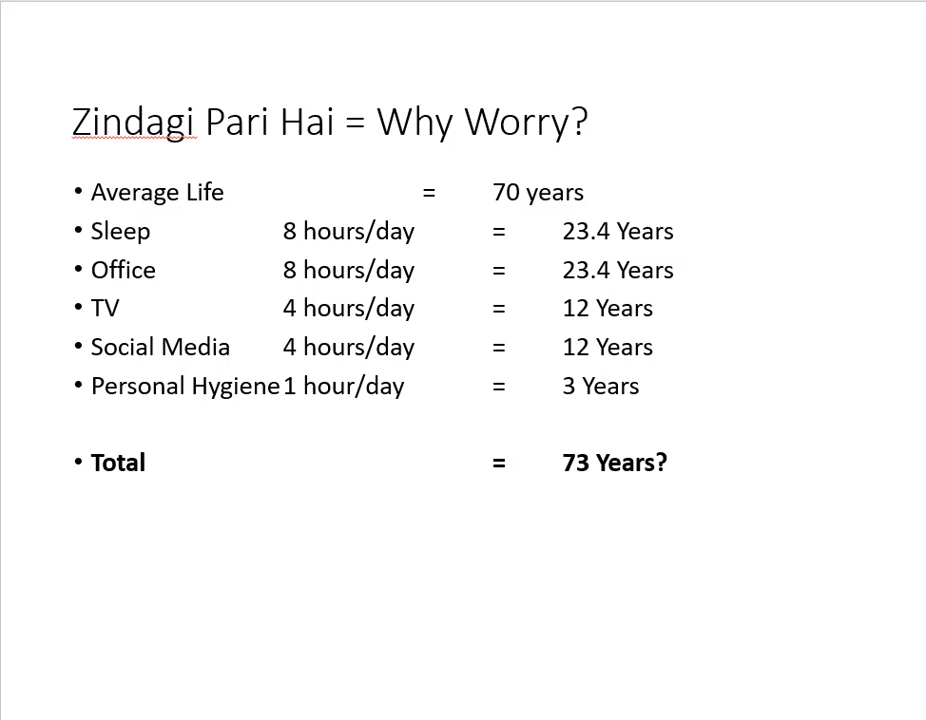 Zindagi Pari Hai = Why Worry?
• Average Life = 70 years
• Sleep 8 hours/day = 23.4 Years
• Office 8 hours/day = 23.4 Years
• TV 4 hours/day = 12 Years
• Social Media 4 hours/day = 12 Years
• Personal Hygiene 1 hour/day = 3 Years
• Total = 73 Years?